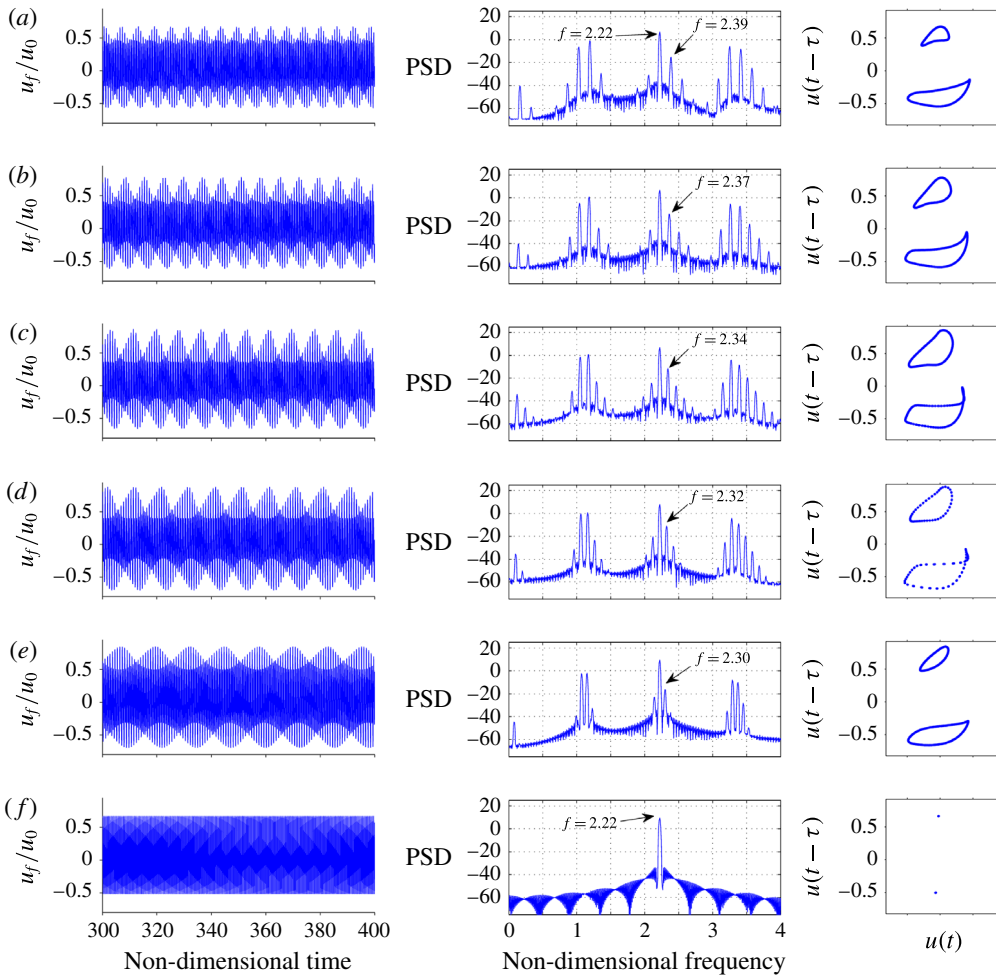 (a)
u_f/u_0
0.5
0
−0.5
PSD
20
0
−20
−40
−60
f = 2.22
f = 2.39
u(t − τ)
0.5
0
−0.5
(b)
u_f/u_0
0.5
0
−0.5
PSD
20
0
−20
−40
−60
f = 2.37
u(t − τ)
0.5
0
−0.5
(c)
u_f/u_0
0.5
0
−0.5
PSD
20
0
−20
−40
−60
f = 2.34
u(t − τ)
0.5
0
−0.5
(d)
u_f/u_0
0.5
0
−0.5
PSD
20
0
−20
−40
−60
f = 2.32
u(t − τ)
0.5
0
−0.5
(e)
u_f/u_0
0.5
0
−0.5
PSD
20
0
−20
−40
−60
f = 2.30
u(t − τ)
0.5
0
−0.5
(f)
u_f/u_0
0.5
0
−0.5
300 320 340 360 380 400
Non-dimensional time
PSD
20
0
−20
−40
−60
f = 2.22
0 1 2 3 4
Non-dimensional frequency
u(t − τ)
0.5
0
−0.5
u(t)